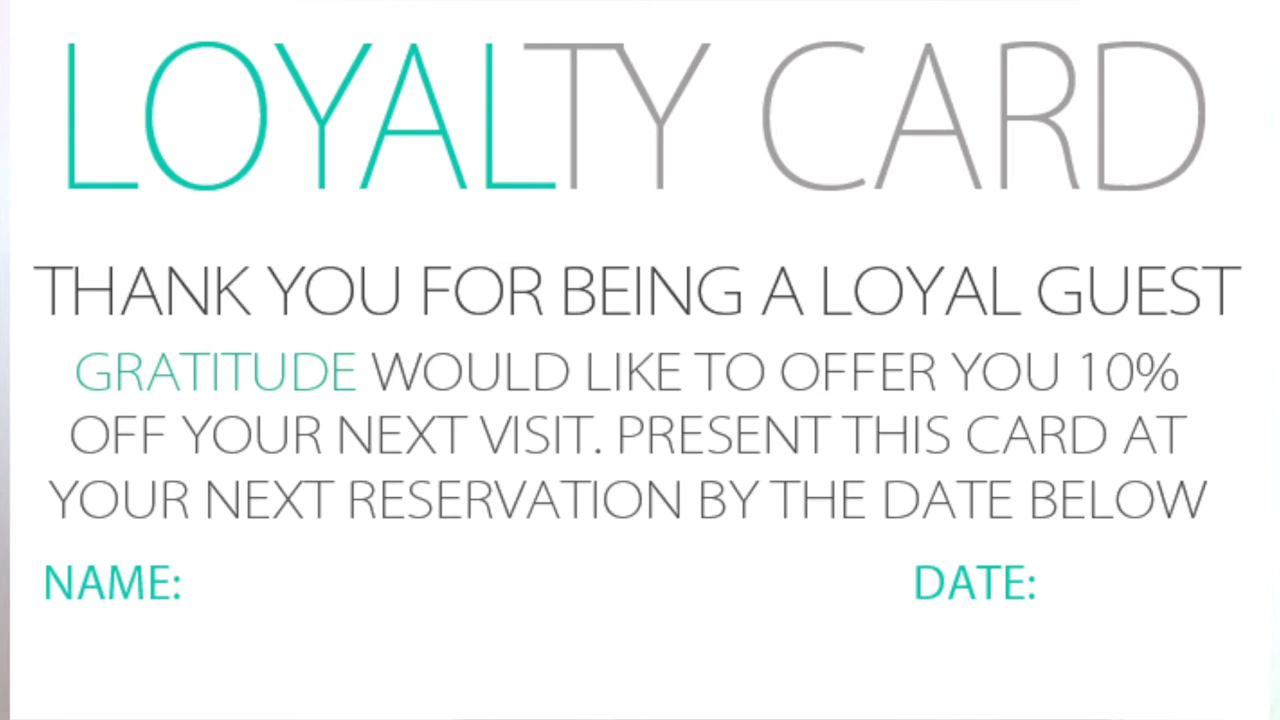 LOYALTY CARD
THANK YOU FOR BEING A LOYAL GUEST
GRATITUDE WOULD LIKE TO OFFER YOU 10%
OFF YOUR NEXT VISIT. PRESENT THIS CARD AT
YOUR NEXT RESERVATION BY THE DATE BELOW
NAME: DATE: